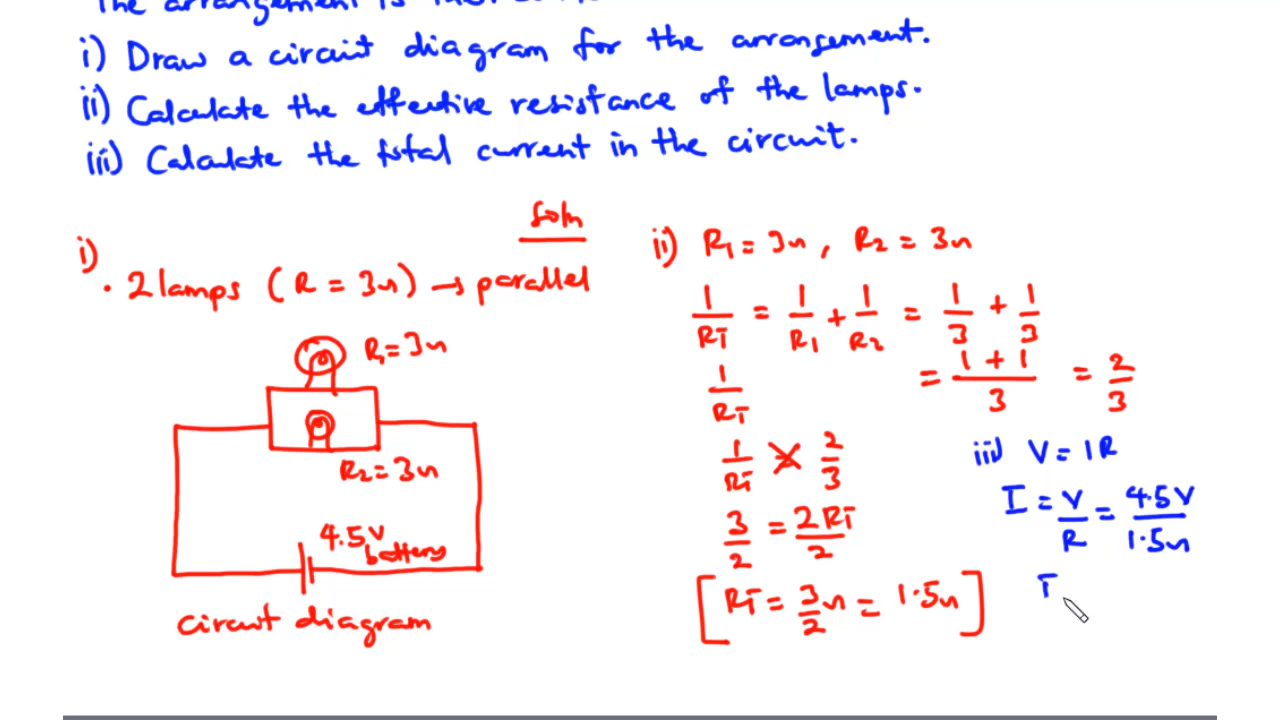 The arrangement is
i) Draw a circuit diagram for the arrangement.
ii) Calculate the effective resistance of the lamps.
iii) Calculate the total current in the circuit.
soln
i)
• 2 lamps (R = 3Ω) → parallel
R₁ = 3Ω
R₂ = 3Ω
4.5V
battery
circuit diagram
ii) R₁ = 3Ω, R₂ = 3Ω
1/RT = 1/R₁ + 1/R₂ = 1/3 + 1/3
1/RT = (1 + 1)/3 = 2/3
1/RT 2/3
3/2 = 2RT/2
[RT = 3/2 Ω = 1.5Ω]
iii) V = IR
I = V/R = 4.5V/1.5Ω
I